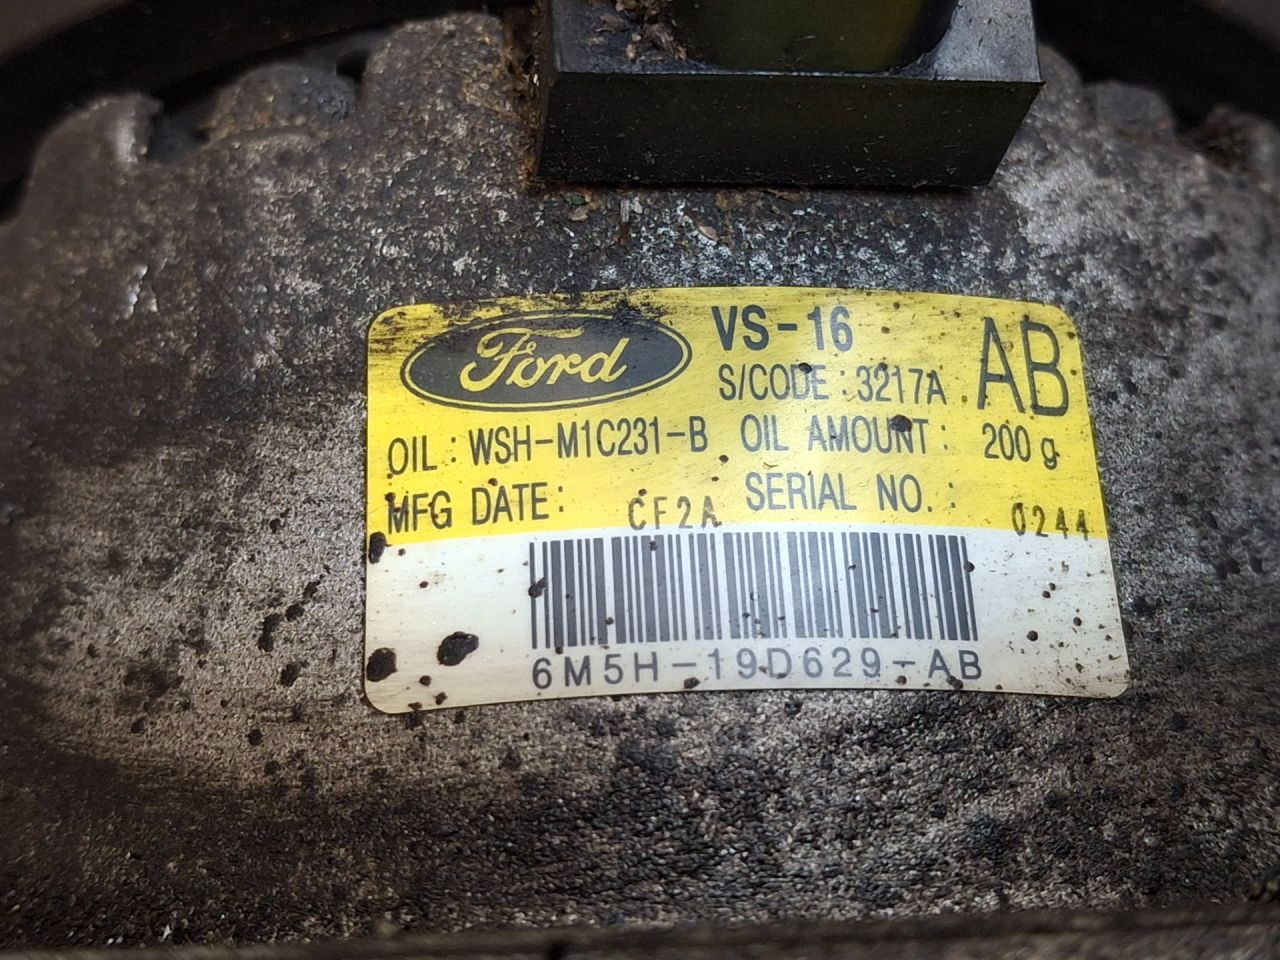 Ford VS-16 AB
S/CODE : 3217A
OIL : WSH-M1C231-B OIL AMOUNT : 200 g
MFG DATE : CF2A SERIAL NO. : 0244
6M5H-19D629-AB